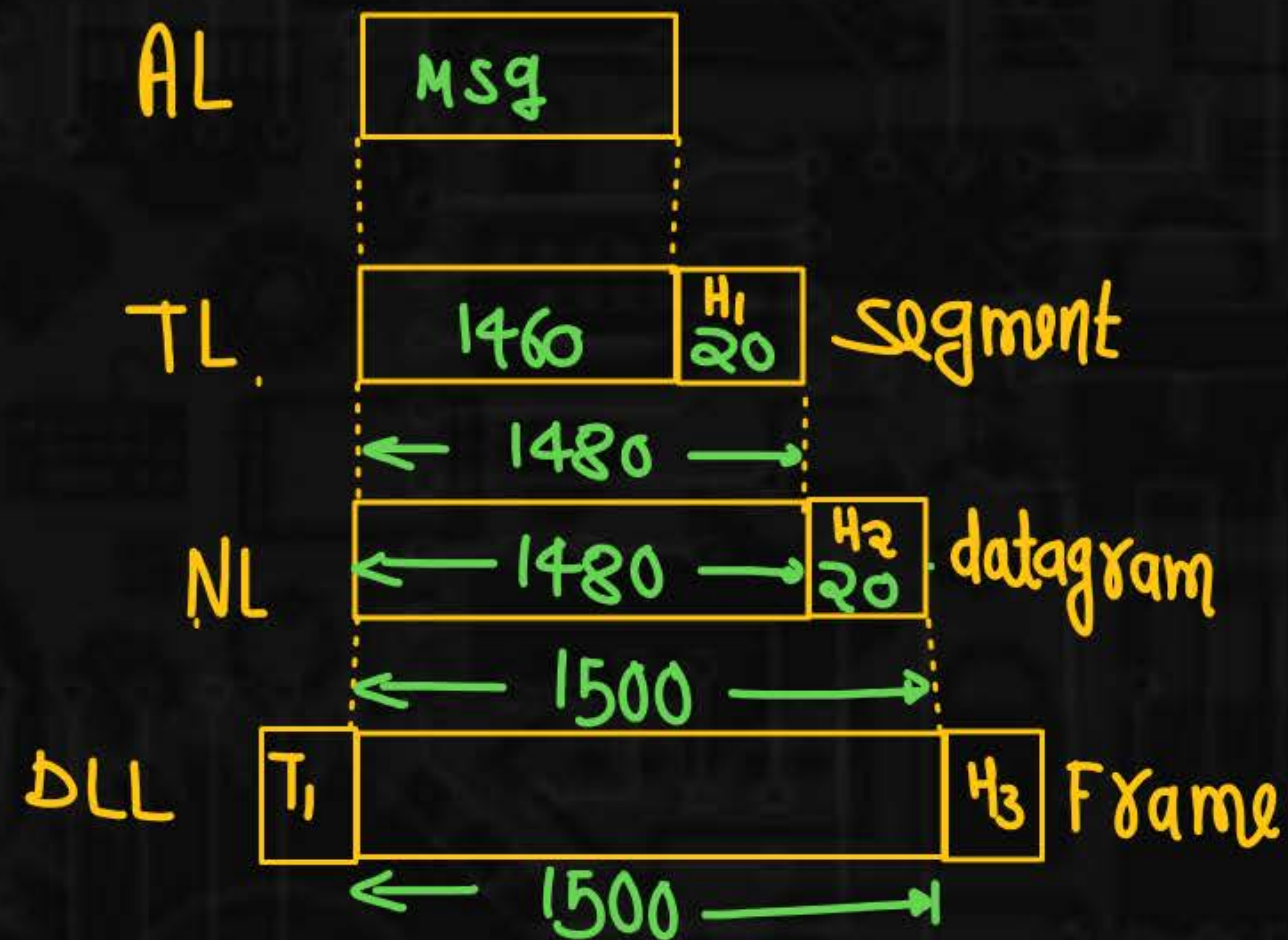 AL Msg
TL. 1460 H1 20 segment
1480
NL 1480 H2 20 datagram
1500
DLL T1 H3 Frame
1500